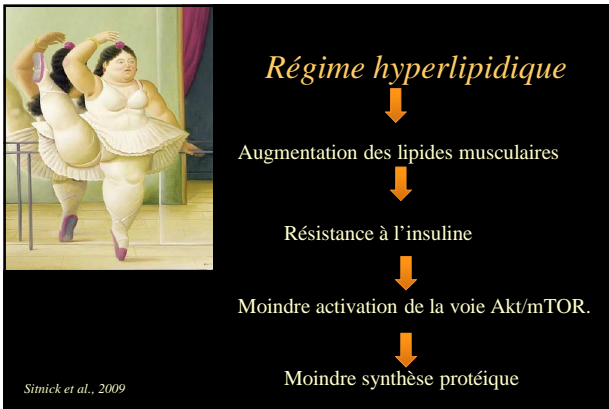 Régime hyperlipidique
Augmentation des lipides musculaires
Résistance à l'insuline
Moindre activation de la voie Akt/mTOR.
Moindre synthèse protéique
Sitnick et al., 2009